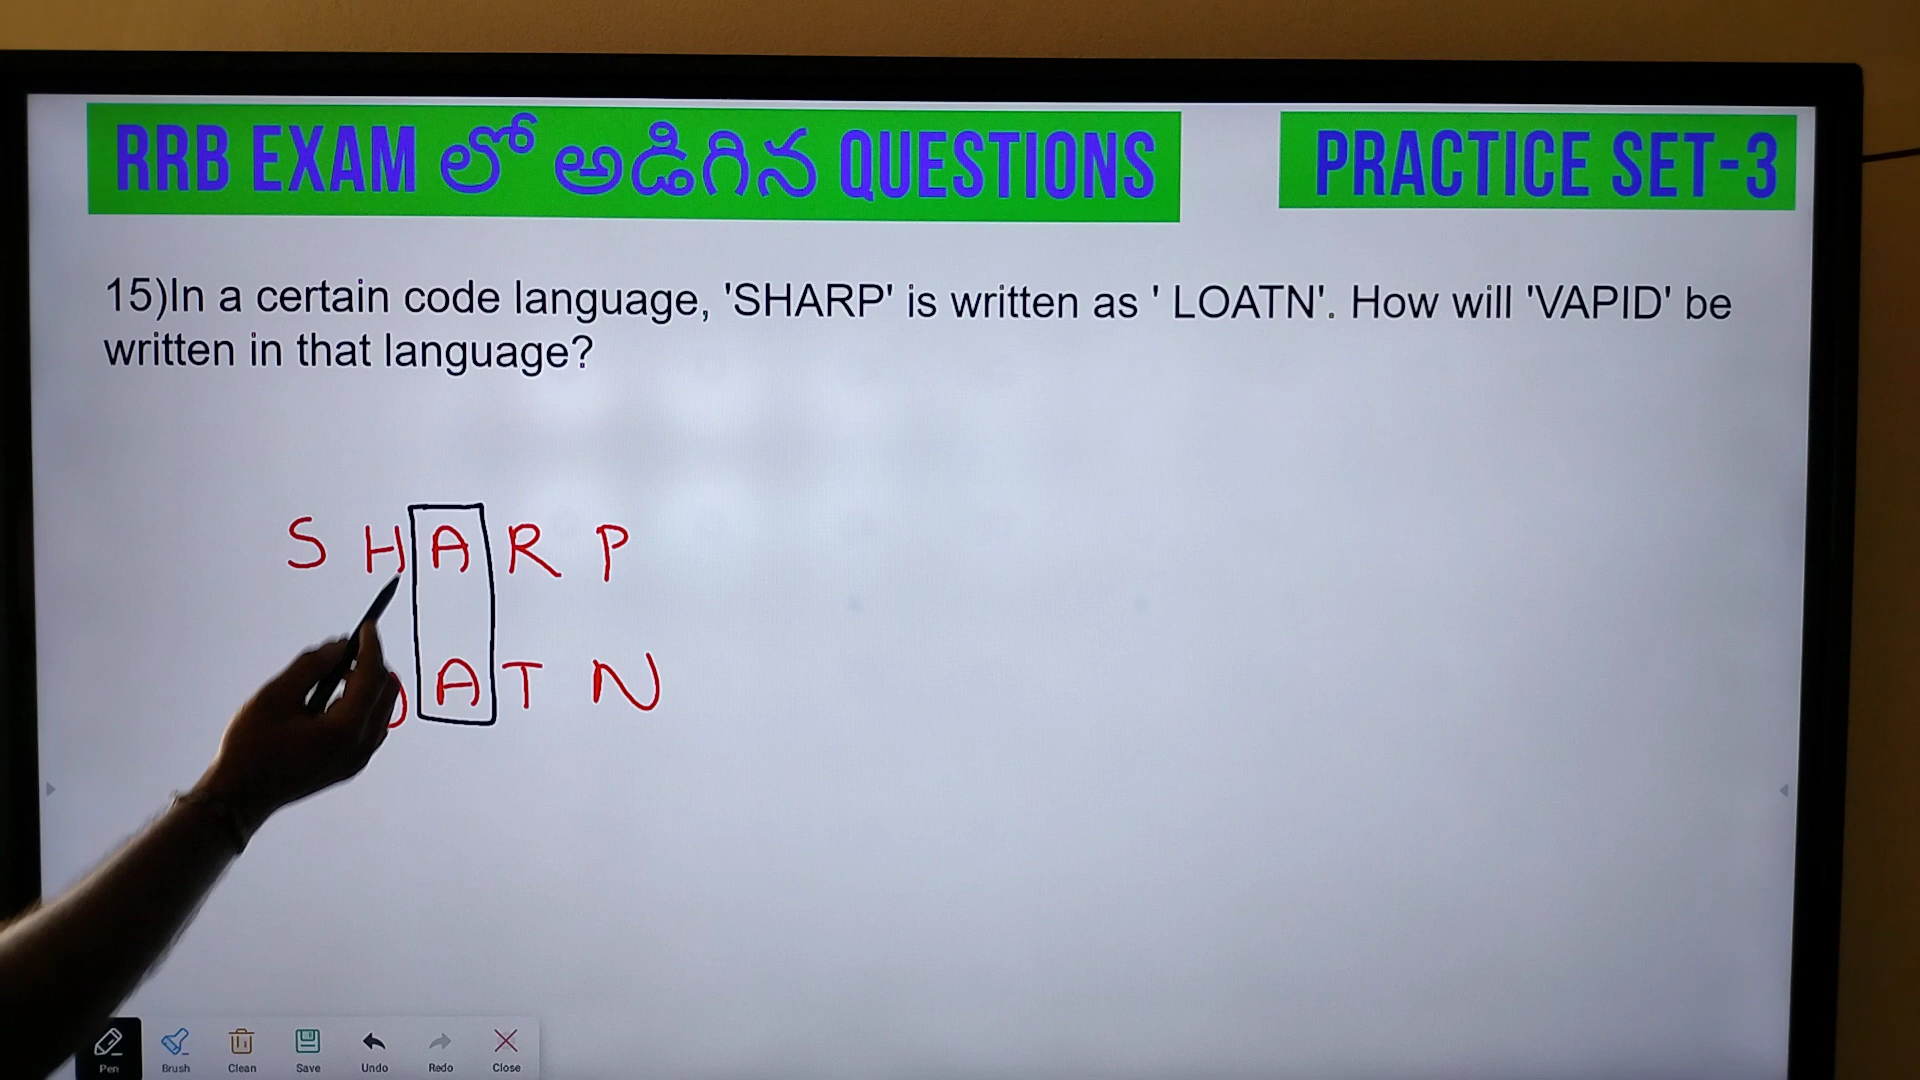 RRB EXAM లో అడిగిన QUESTIONS
PRACTICE SET-3
15)In a certain code language, 'SHARP' is written as ' LOATN'. How will 'VAPID' be
written in that language?
S H A R P
A T N
Pen Brush Clean Save Undo Redo Close